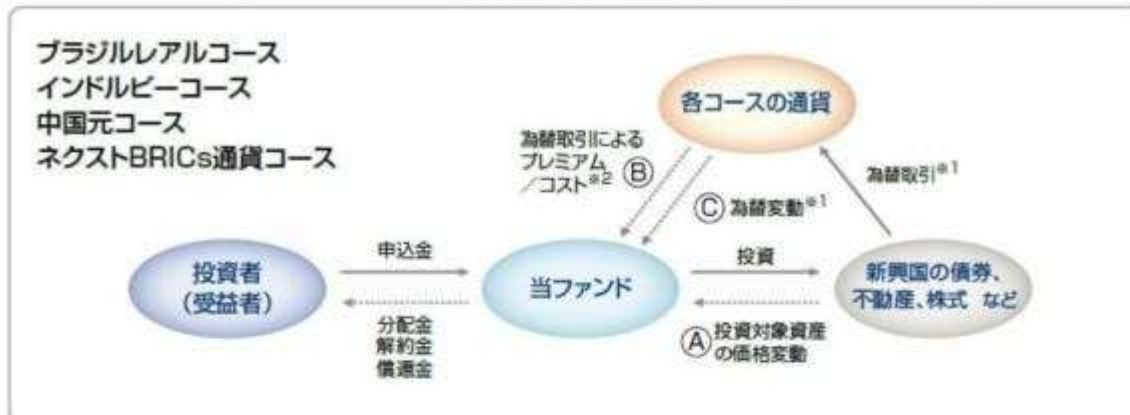 ブラジルレアルコース
インドルピーコース
中国元コース
ネクストBRICs通貨コース
各コースの通貨
為替取引による
プレミアム
／コスト※2 Ⓑ
Ⓒ 為替変動※1
為替取引※1
投資者
（受益者）
申込金
分配金
解約金
償還金
当ファンド
投資
Ⓐ 投資対象資産
の価格変動
新興国の債券、
不動産、株式 など